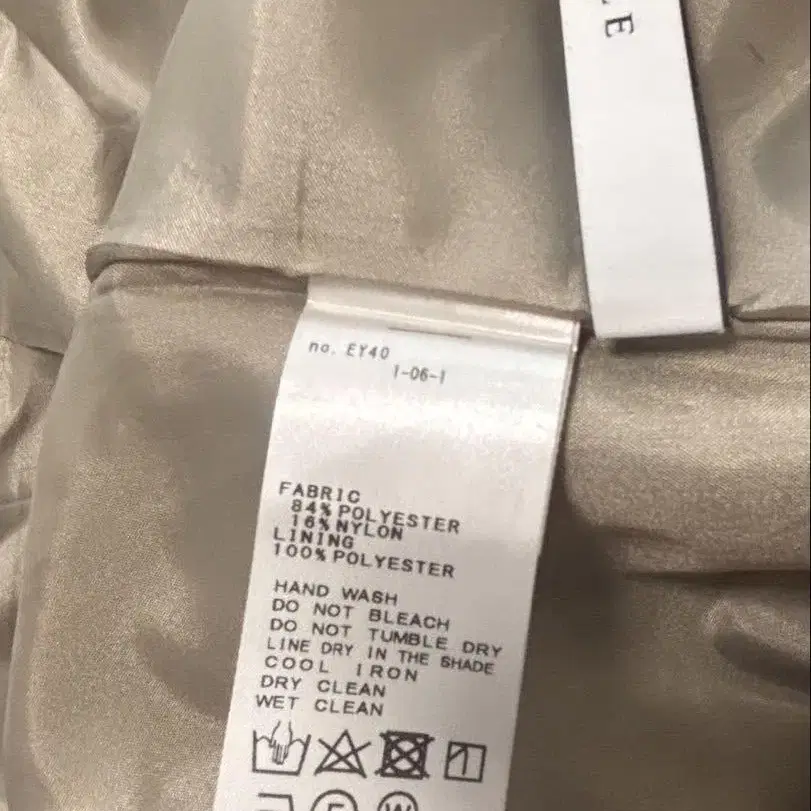 LE
no. EY40
1-06-1
FABRIC
84% POLYESTER
16% NYLON
LINING
100% POLYESTER
HAND WASH
DO NOT BLEACH
DO NOT TUMBLE DRY
LINE DRY IN THE SHADE
COOL IRON
DRY CLEAN
WET CLEAN
F W